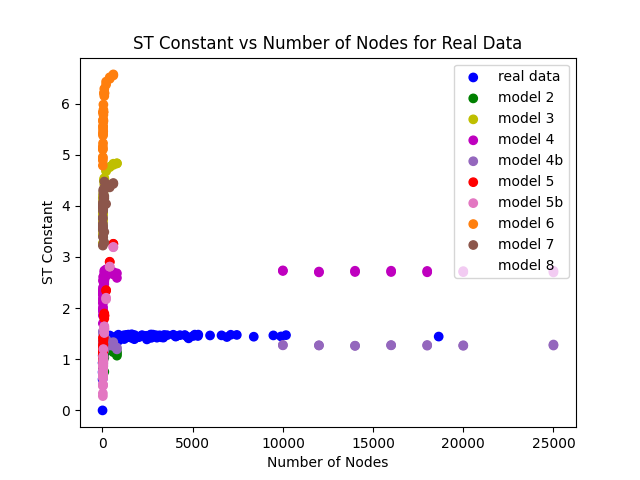 ST Constant vs Number of Nodes for Real Data
ST Constant
6
5
4
3
2
1
0
real data
model 2
model 3
model 4
model 4b
model 5
model 5b
model 6
model 7
model 8
0 5000 10000 15000 20000 25000
Number of Nodes